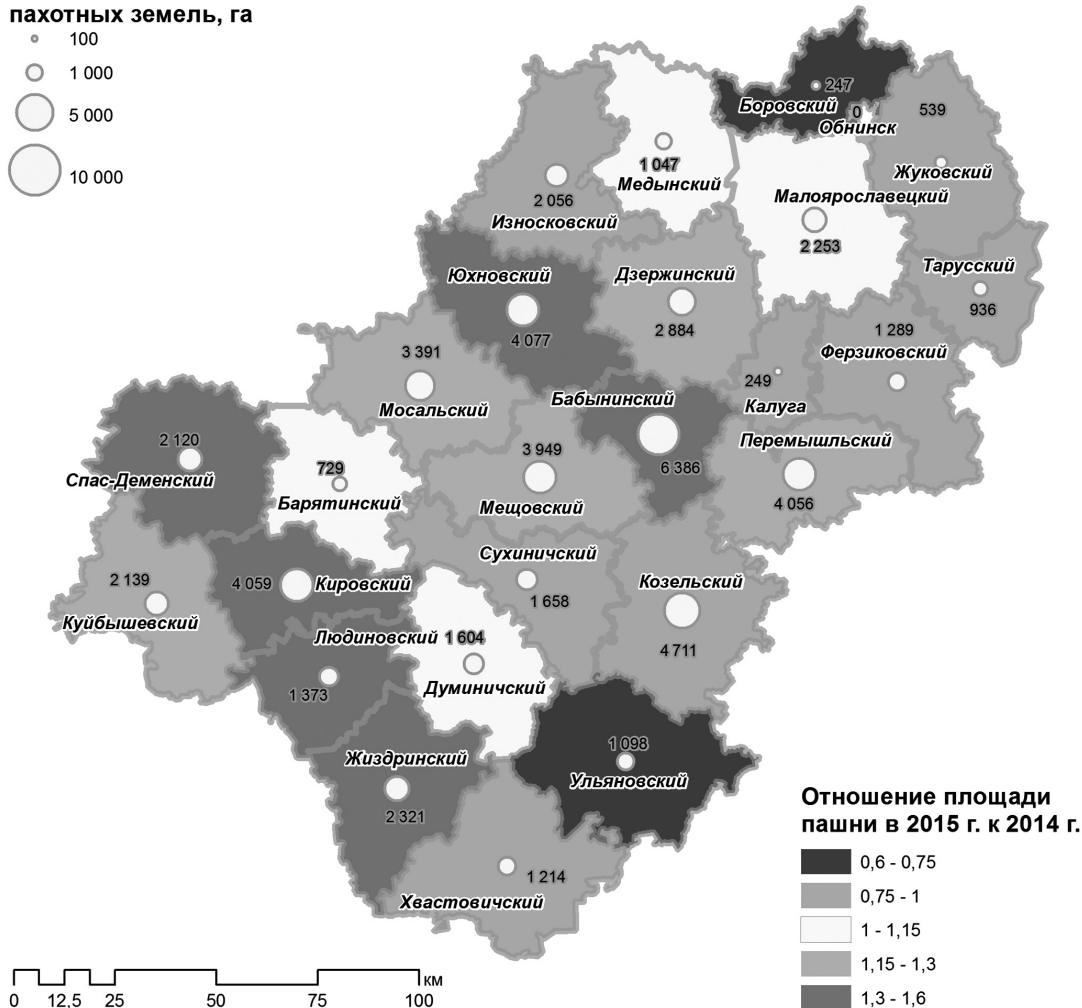 пахотных земель, га
100
1 000
5 000
10 000
247
Боровский
0
Обнинск
539
Жуковский
1 047
Медынский
Малоярославецкий
2 253
2 056
Износковский
Юхновский
4 077
Дзержинский
2 884
Тарусский
936
1 289
Ферзиковский
3 391
Мосальский
249
Калуга
Бабынинский
6 386
Перемышльский
4 056
2 120
Спас-Деменский
729
Барятинский
3 949
Мещовский
Сухиничский
1 658
Козельский
4 711
2 139
Куйбышевский
4 059
Кировский
Людиновский
1 373
1 604
Думиничский
Жиздринский
2 321
1 098
Ульяновский
1 214
Хвастовичский
Отношение площади
пашни в 2015 г. к 2014 г.
0,6 - 0,75
0,75 - 1
1 - 1,15
1,15 - 1,3
1,3 - 1,6
км
0 12,5 25 50 75 100